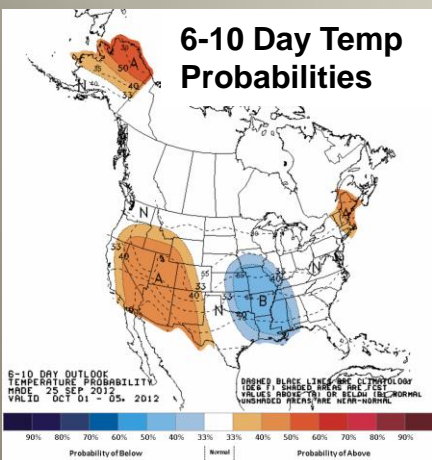 6-10 Day Temp
Probabilities
A
50
40
33
N
N
33
40
A
N
33
40
55
33
40
B
33
40
N
A
6-10 DAY OUTLOOK
TEMPERATURE PROBABILITY
MADE 25 SEP 2012
VALID OCT 01 - 05, 2012
DASHED BLACK LINES ARE CLIMATOLOGY
(DEG F) SHADED AREAS ARE FCST
VALUES ABOVE (A) OR BELOW (B) NORMAL
UNSHADED AREAS ARE NEAR-NORMAL
90% 80% 70% 60% 50% 40% 33% 33% 40% 50% 60% 70% 80% 90%
Probability of Below Normal Probability of Above